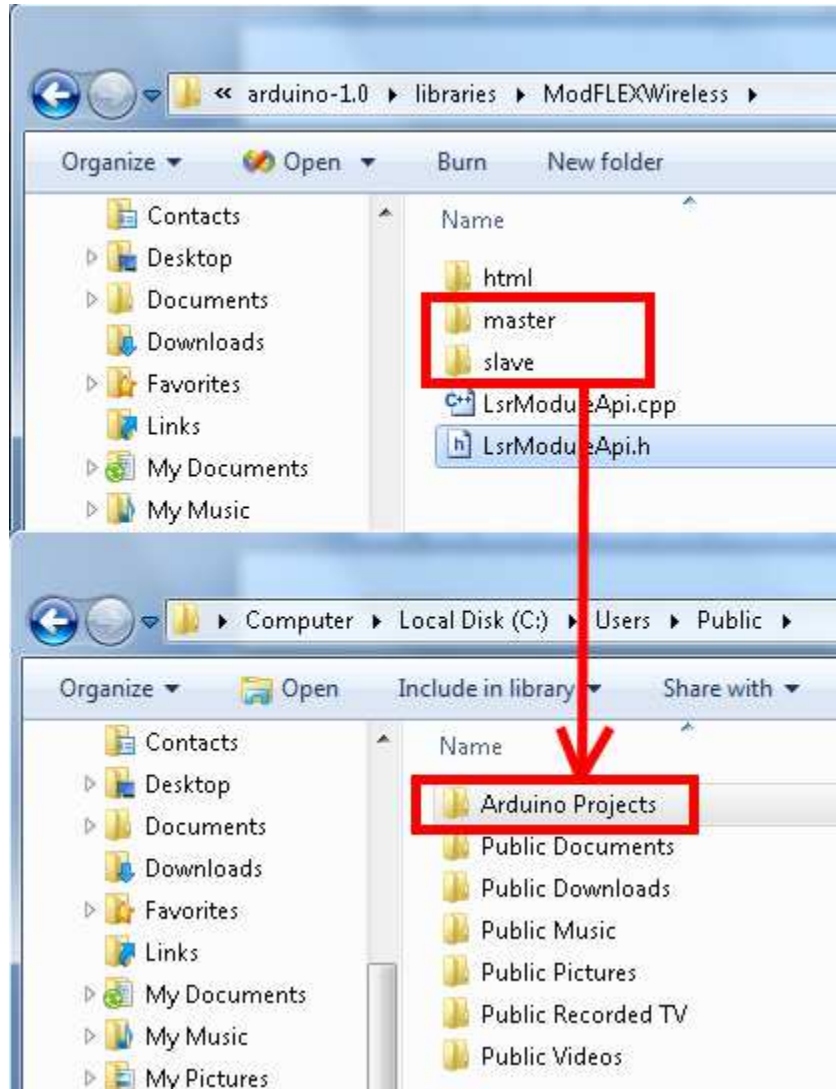 « arduino-1.0 ▸ libraries ▸ ModFLEXWireless ▸
Organize ▾ Open ▾ Burn New folder
Contacts
Desktop
Documents
Downloads
Favorites
Links
My Documents
My Music
Name
html
master
slave
C++ LsrModuleApi.cpp
h LsrModuleApi.h
▸ Computer ▸ Local Disk (C:) ▸ Users ▸ Public ▸
Organize ▾ Open Include in library ▾ Share with ▾
Contacts
Desktop
Documents
Downloads
Favorites
Links
My Documents
My Music
My Pictures
Name
Arduino Projects
Public Documents
Public Downloads
Public Music
Public Pictures
Public Recorded TV
Public Videos